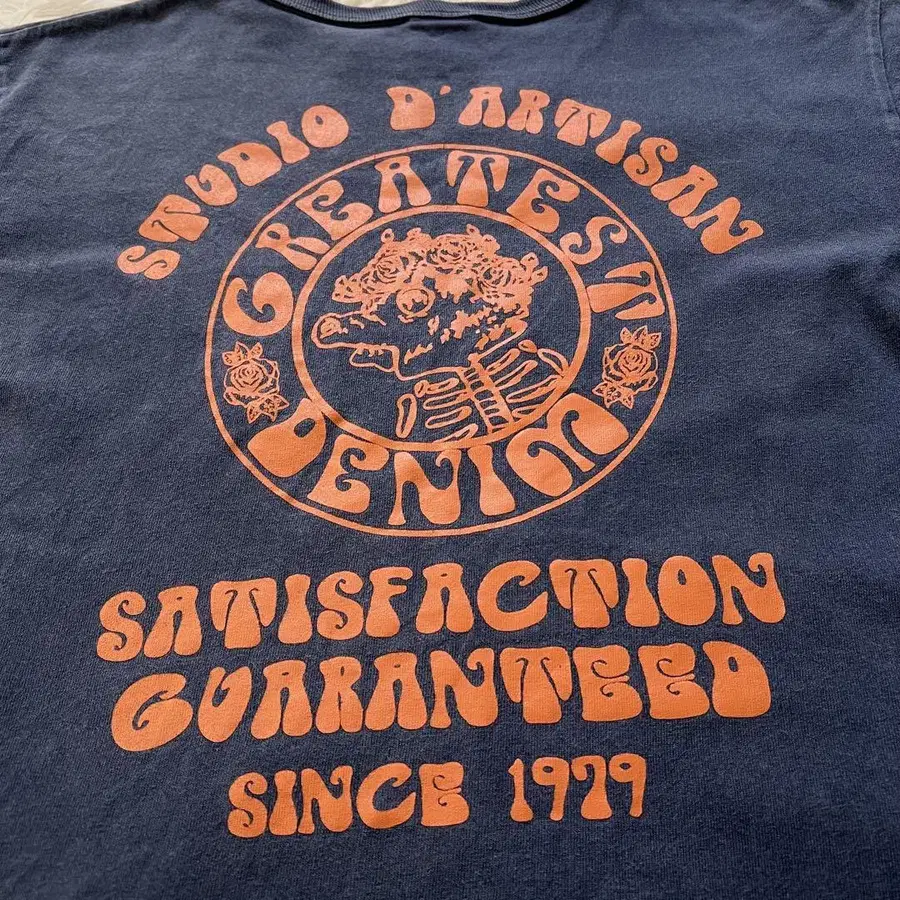 STUDIO D'ARTISAN
GREATEST
DENIM
SATISFACTION
GUARANTEED
SINCE 1979